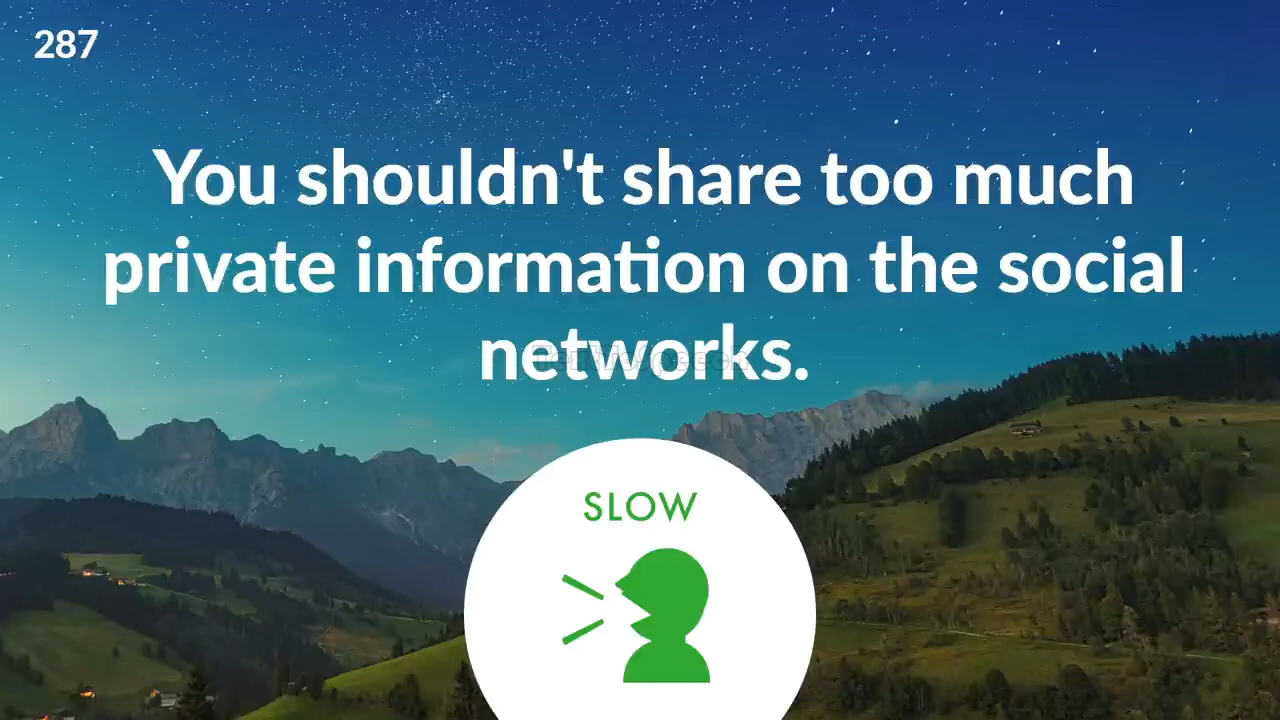 287
You shouldn't share too much
private information on the social
networks.
SLOW